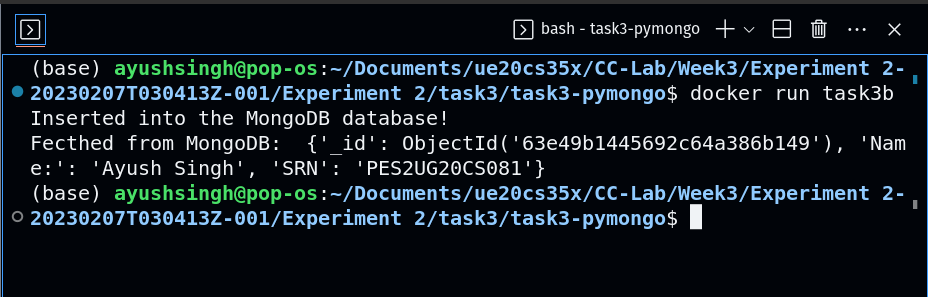 bash - task3-pymongo
(base) ayushsingh@pop-os:~/Documents/ue20cs35x/CC-Lab/Week3/Experiment 2-
20230207T030413Z-001/Experiment 2/task3/task3-pymongo$ docker run task3b
Inserted into the MongoDB database!
Fecthed from MongoDB:  {'_id': ObjectId('63e49b1445692c64a386b149'), 'Nam
e:': 'Ayush Singh', 'SRN': 'PES2UG20CS081'}
(base) ayushsingh@pop-os:~/Documents/ue20cs35x/CC-Lab/Week3/Experiment 2-
20230207T030413Z-001/Experiment 2/task3/task3-pymongo$